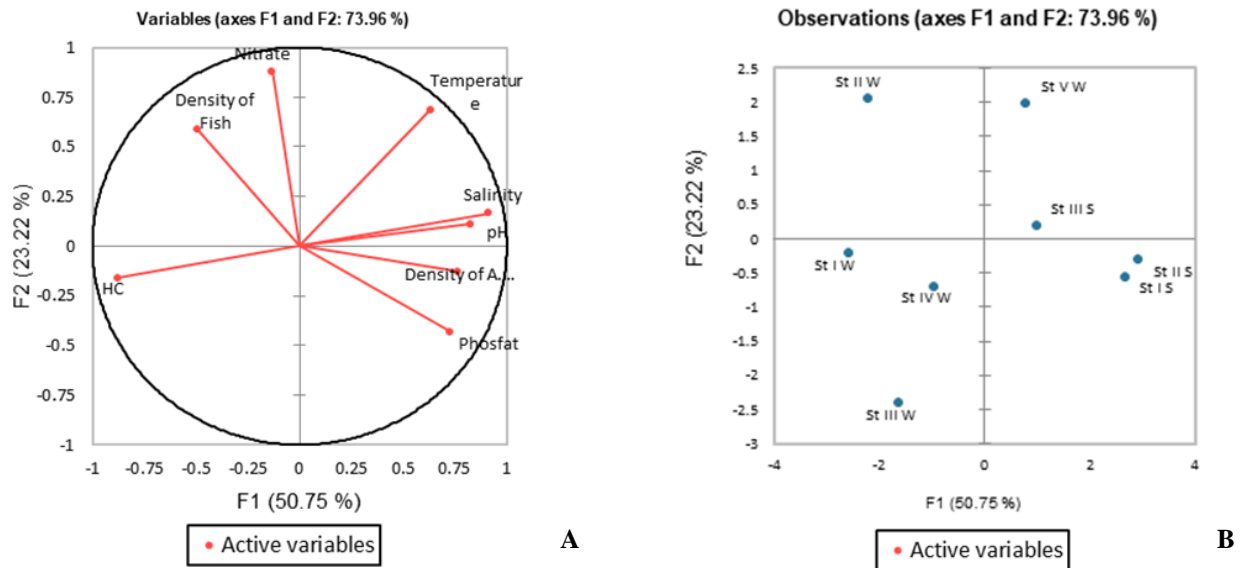 Variables (axes F1 and F2: 73.96 %)
1
0.75
0.5
0.25
0
-0.25
-0.5
-0.75
-1
F2 (23.22 %)
Nitrate
Temperatur
e
Density of
Fish
Salinity
pH
Density of A....
HC
Phosfat
-1
-0.75
-0.5
-0.25
0
0.25
0.5
0.75
1
F1 (50.75 %)
Active variables
A
Observations (axes F1 and F2: 73.96 %)
2.5
2
1.5
1
0.5
0
-0.5
-1
-1.5
-2
-2.5
-3
F2 (23.22 %)
St II W
St V W
St III S
St I W
St IV W
St II S
St I S
St III W
-4
-2
0
2
4
F1 (50.75 %)
Active variables
B